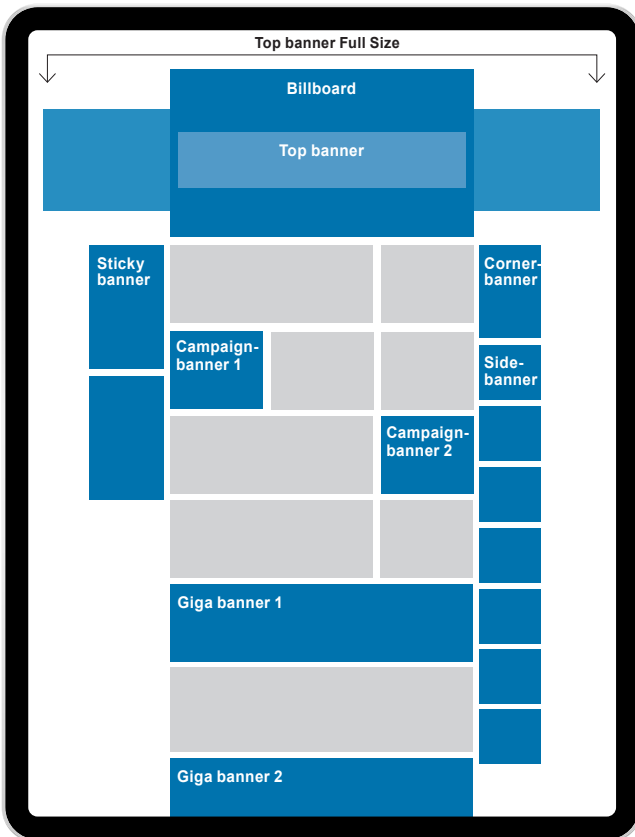 Top banner Full Size
Billboard
Top banner
Sticky
banner
Corner-
banner
Campaign-
banner 1
Side-
banner
Campaign-
banner 2
Giga banner 1
Giga banner 2